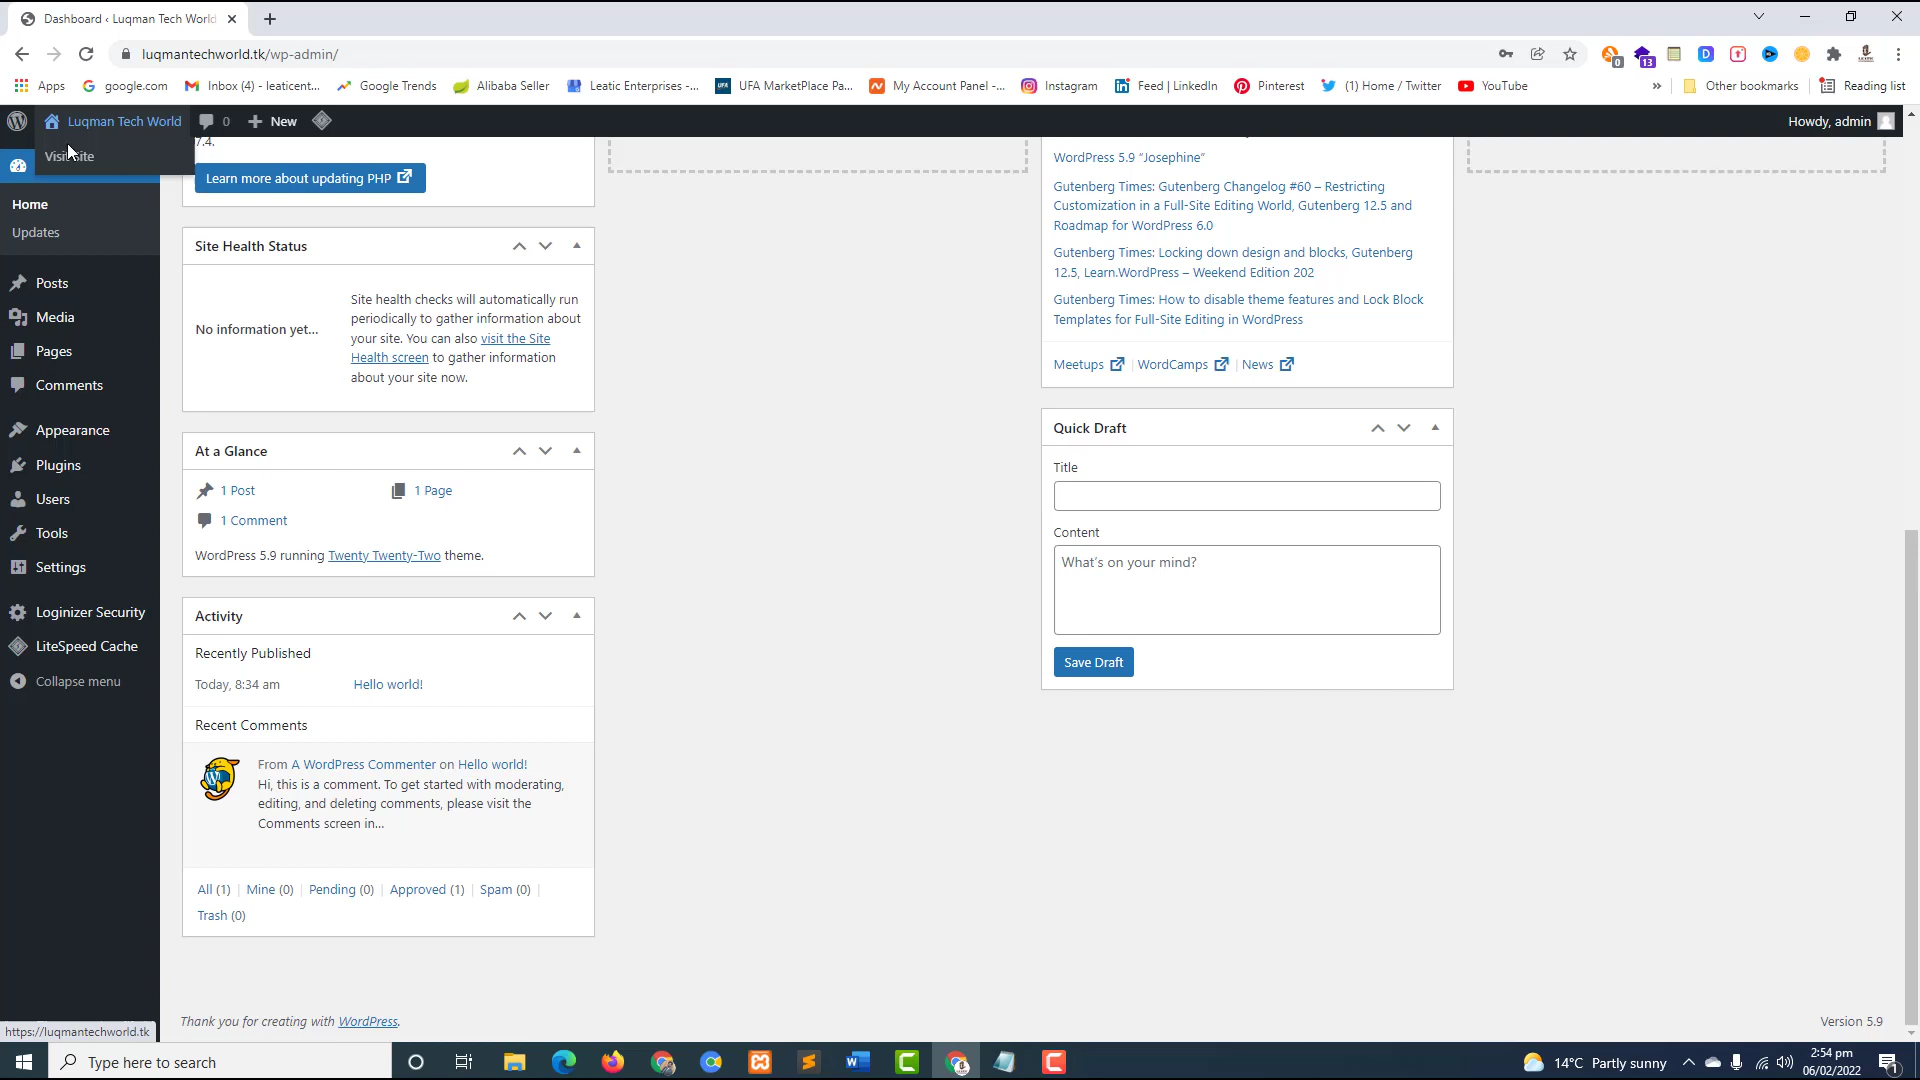 Dashboard ‹ Luqman Tech World
luqmantechworld.tk/wp-admin/
0
13
Apps
google.com
Inbox (4) - leaticent...
Google Trends
Alibaba Seller
Leatic Enterprises -...
UFA MarketPlace Pa...
My Account Panel -...
Instagram
Feed | LinkedIn
Pinterest
(1) Home / Twitter
YouTube
»
Other bookmarks
Reading list
Luqman Tech World
0
New
Howdy, admin
Visit Site
Home
Updates
Posts
Media
Pages
Comments
Appearance
Plugins
Users
Tools
Settings
Loginizer Security
LiteSpeed Cache
Collapse menu
7.4.
Learn more about updating PHP
Site Health Status
No information yet...
Site health checks will automatically run
periodically to gather information about
your site. You can also visit the Site
Health screen to gather information
about your site now.
At a Glance
1 Post
1 Page
1 Comment
WordPress 5.9 running Twenty Twenty-Two theme.
Activity
Recently Published
Today, 8:34 am
Hello world!
Recent Comments
From A WordPress Commenter on Hello world!
Hi, this is a comment. To get started with moderating,
editing, and deleting comments, please visit the
Comments screen in...
All (1) | Mine (0) | Pending (0) | Approved (1) | Spam (0) |
Trash (0)
WordPress 5.9 “Josephine”
Gutenberg Times: Gutenberg Changelog #60 – Restricting
Customization in a Full-Site Editing World, Gutenberg 12.5 and
Roadmap for WordPress 6.0
Gutenberg Times: Locking down design and blocks, Gutenberg
12.5, Learn.WordPress – Weekend Edition 202
Gutenberg Times: How to disable theme features and Lock Block
Templates for Full-Site Editing in WordPress
Meetups | WordCamps | News
Quick Draft
Title
Content
What’s on your mind?
Save Draft
Thank you for creating with WordPress.
Version 5.9
https://luqmantechworld.tk
Type here to search
14°C Partly sunny
2:54 pm
06/02/2022
1